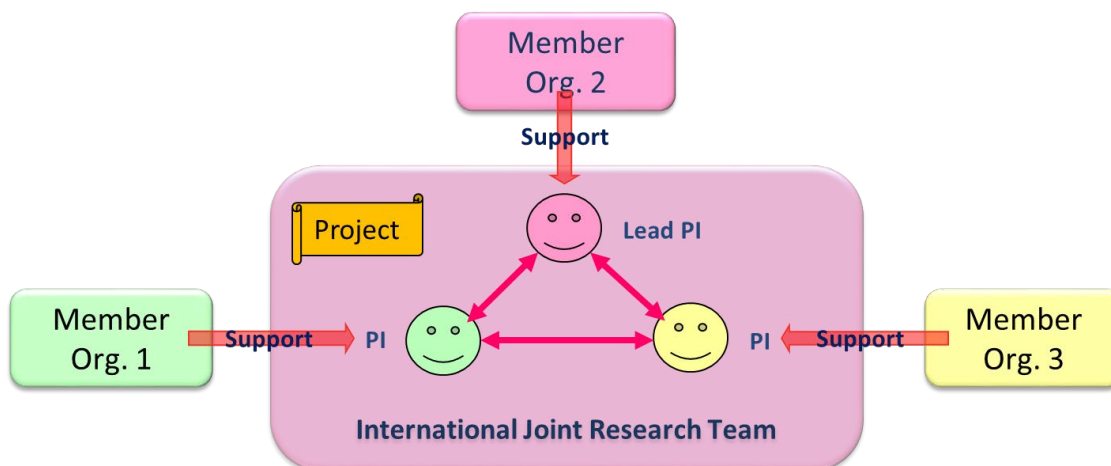 Member
Org. 2
Support
Project
Lead PI
Member
Org. 1
Support
PI
PI
Support
Member
Org. 3
International Joint Research Team